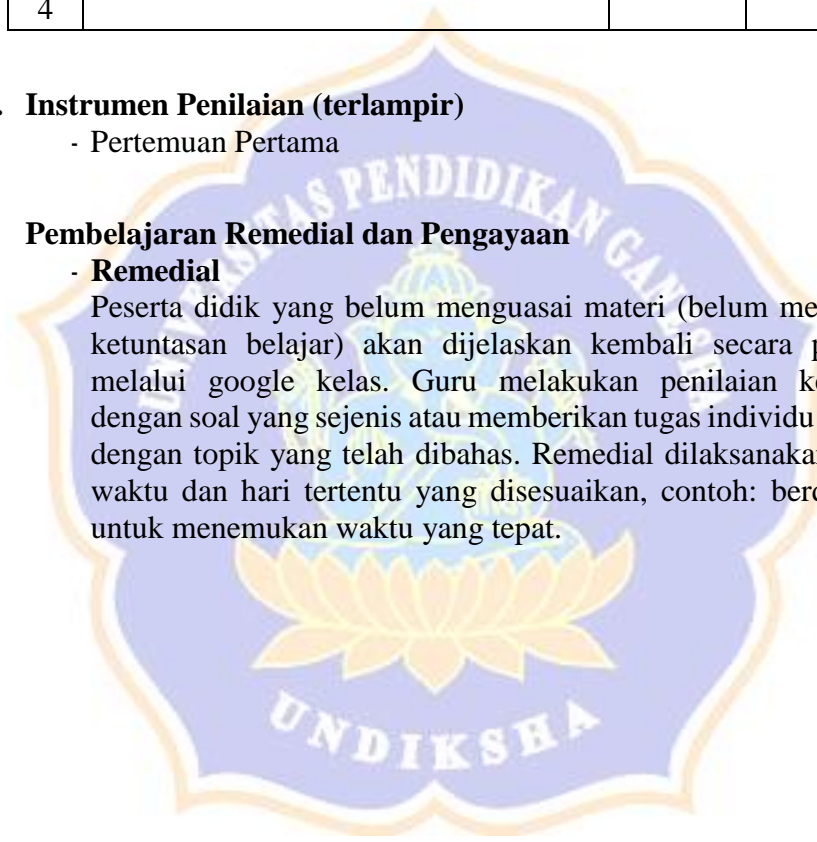 4
. Instrumen Penilaian (terlampir)
- Pertemuan Pertama
Pembelajaran Remedial dan Pengayaan
- Remedial
Peserta didik yang belum menguasai materi (belum
ketuntasan belajar) akan dijelaskan kembali secara
melalui google kelas. Guru melakukan penilaian
dengan soal yang sejenis atau memberikan tugas individu
dengan topik yang telah dibahas. Remedial dilaksanakan
waktu dan hari tertentu yang disesuaikan, contoh:
untuk menemukan waktu yang tepat.
UNIVERSITAS PENDIDIKAN GANESHA
UNDIKSHA